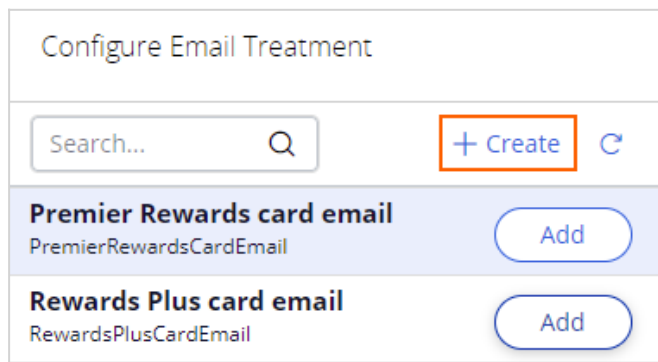 Configure Email Treatment
Search... + Create
Premier Rewards card email
PremierRewardsCardEmail
Add
Rewards Plus card email
RewardsPlusCardEmail
Add